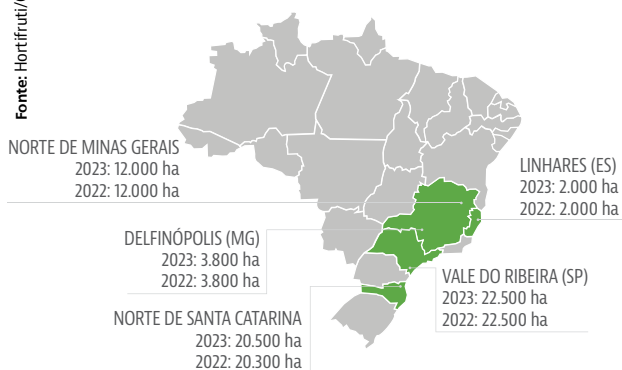 Fonte: Hortifruti/
NORTE DE MINAS GERAIS
2023: 12.000 ha
2022: 12.000 ha
LINHARES (ES)
2023: 2.000 ha
2022: 2.000 ha
DELFINÓPOLIS (MG)
2023: 3.800 ha
2022: 3.800 ha
VALE DO RIBEIRA (SP)
2023: 22.500 ha
2022: 22.500 ha
NORTE DE SANTA CATARINA
2023: 20.500 ha
2022: 20.300 ha